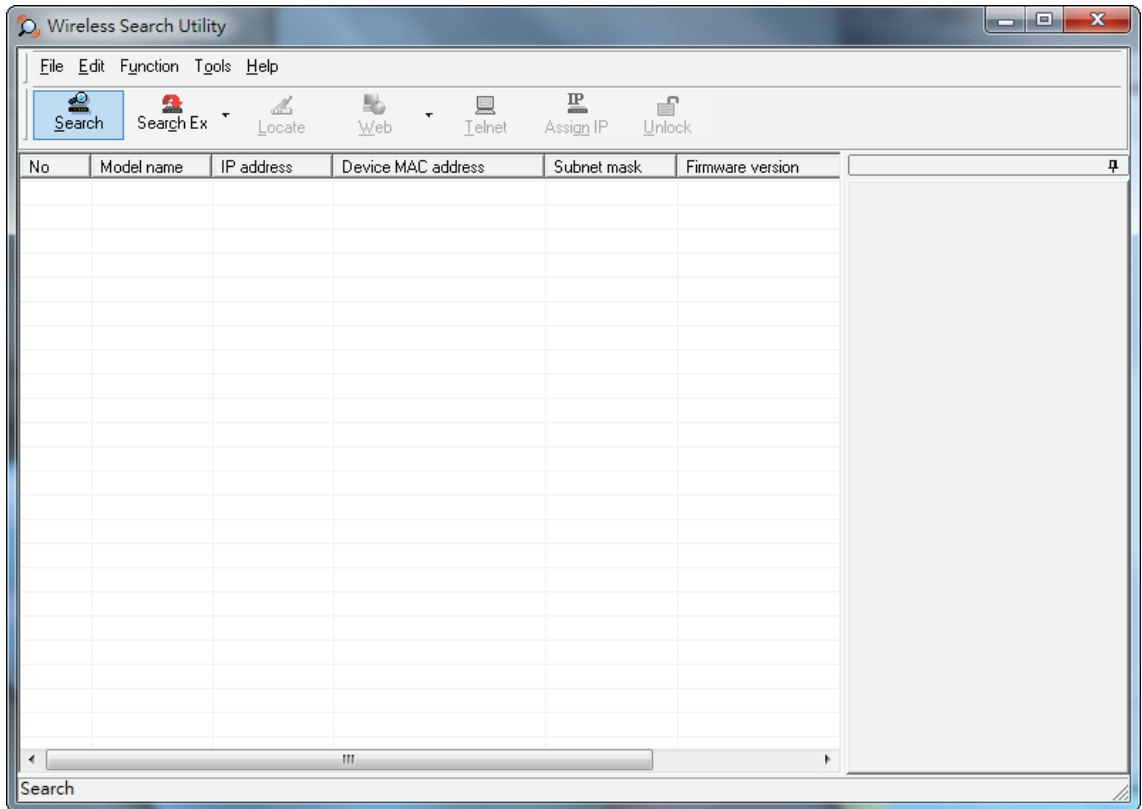 Wireless Search Utility
File Edit Function Tools Help
Search Search Ex Locate Web Telnet Assign IP Unlock
No Model name IP address Device MAC address Subnet mask Firmware version
Search